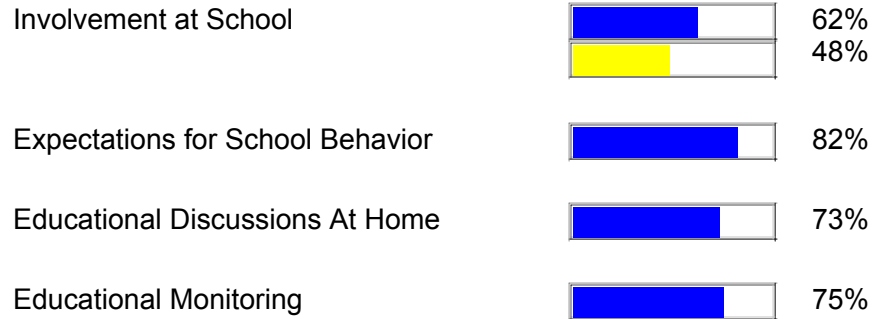 Involvement at School 62%
48%
Expectations for School Behavior 82%
Educational Discussions At Home 73%
Educational Monitoring 75%